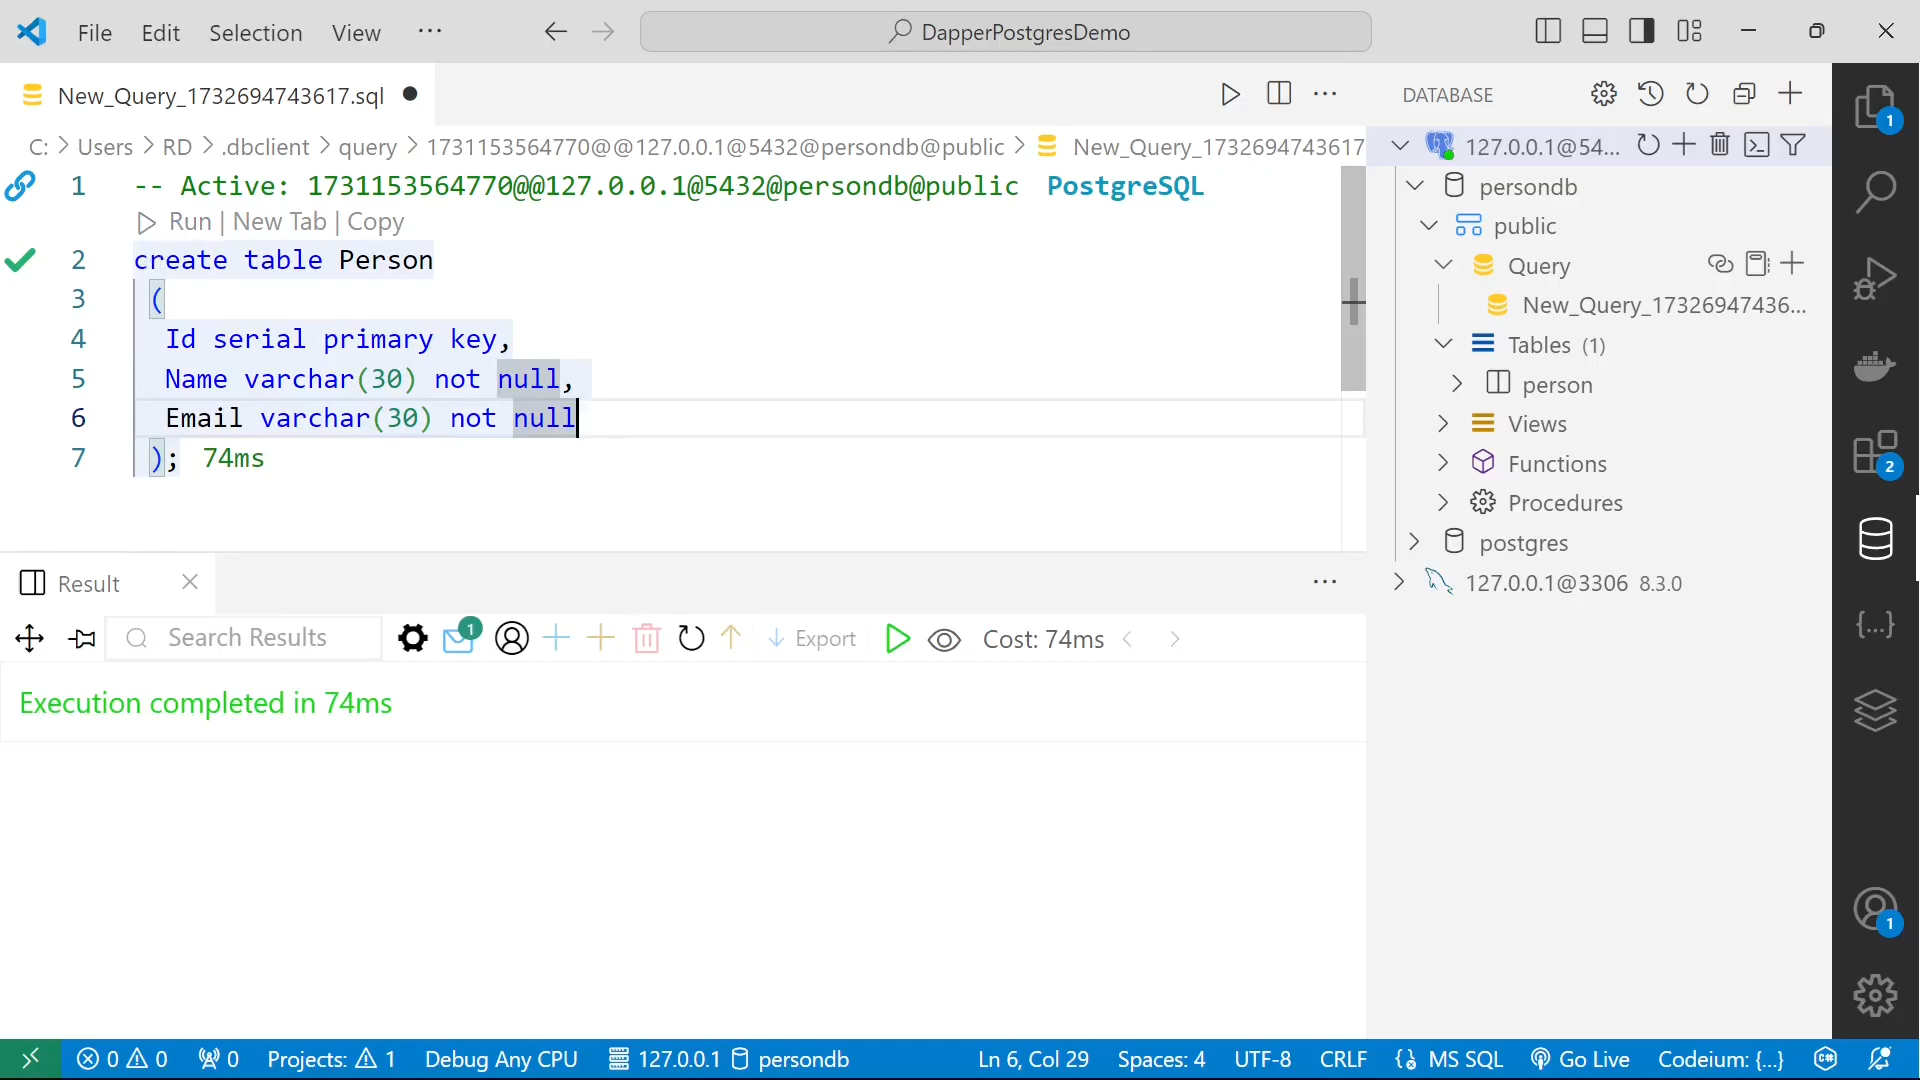 File Edit Selection View ··· DapperPostgresDemo
New_Query_1732694743617.sql
C: > Users > RD > .dbclient > query > 1731153564770@@127.0.0.1@5432@persondb@public > New_Query_1732694743617
1 -- Active: 1731153564770@@127.0.0.1@5432@persondb@public PostgreSQL
Run | New Tab | Copy
2 create table Person
3 (
4 Id serial primary key,
5 Name varchar(30) not null,
6 Email varchar(30) not null
7 ); 74ms
Result
Search Results 1 Export Cost: 74ms
Execution completed in 74ms
DATABASE
127.0.0.1@54...
persondb
public
Query
New_Query_17326947436...
Tables (1)
person
Views
Functions
Procedures
postgres
127.0.0.1@3306 8.3.0
1
2
{...}
1
0 0 0 Projects: 1 Debug Any CPU 127.0.0.1 persondb Ln 6, Col 29 Spaces: 4 UTF-8 CRLF MS SQL Go Live Codeium: {...} C#